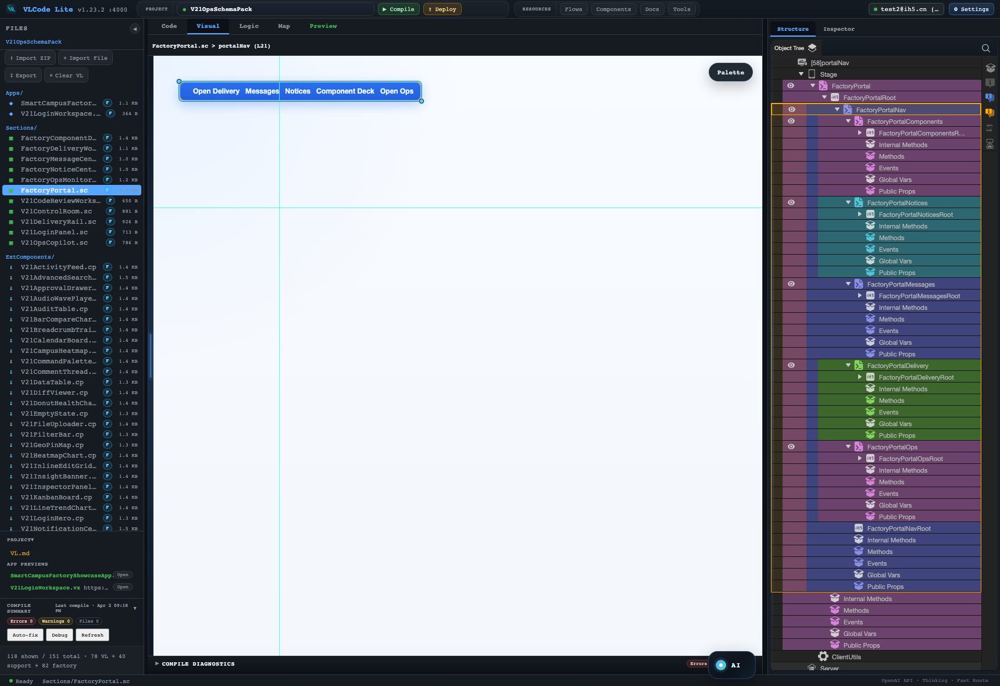 VL VLCode Lite v1.23.2 :4000 PROJECT V21OpsSchemaPack ▶ Compile ⇧ Deploy RESOURCES Flows Components Docs Tools test2@ih5.cn (… ⚙ Settings
FILES
V21OpsSchemaPack
↑ Import ZIP + Import File
↧ Export × Clear VL
Apps/
SmartCampusFactor… F 1.1 KB
V21LoginWorkspace.… F 364 B
Sections/
FactoryComponentD… F 1.4 KB
FactoryDeliveryWo… F 1.1 KB
FactoryMessageCen… F 1.0 KB
FactoryNoticeCent… F 1.0 KB
FactoryOpsMonitor… F 1.2 KB
FactoryPortal.sc F
V21CodeReviewWorks… F 650 B
V21ControlRoom.sc F 881 B
V21DeliveryRail.sc F 926 B
V21LoginPanel.sc F 713 B
V21OpsCopilot.sc F 786 B
ExtComponents/
V21ActivityFeed.cp F 1.4 KB
V21AdvancedSearch… F 1.5 KB
V21ApprovalDrawer… F 1.4 KB
V21AudioWavePlaye… F 1.4 KB
V21AuditTable.cp F 1.4 KB
V21BarCompareChar… F 1.4 KB
V21BreadcrumbTrai… F 1.4 KB
V21CalendarBoard.… F 1.4 KB
V21CampusHeatmap.… F 1.4 KB
V21CommandPalette… F 1.4 KB
V21CommentThread.… F 1.4 KB
V21DataTable.cp F 1.3 KB
V21DiffViewer.cp F 1.4 KB
V21DonutHealthCha… F 1.4 KB
V21EmptyState.cp F 1.3 KB
V21FileUploader.cp F 1.4 KB
V21FilterBar.cp F 1.3 KB
V21GeoPinMap.cp F 1.3 KB
V21HeatmapChart.cp F 1.4 KB
V21InlineEditGrid… F 1.4 KB
V21InsightBanner.… F 1.4 KB
V21InspectorPanel… F 1.4 KB
V21KanbanBoard.cp F 1.4 KB
V21LineTrendChart… F 1.4 KB
V21LoginHero.cp F 1.3 KB
V21NotificationCe… F 1.5 KB
PROJECT▾
VL.md
APP PREVIEWS
SmartCampusFactoryShowcaseApp. Open
V21LoginWorkspace.vx https:… Open
COMPILE SUMMARY Last compile · Apr 2 09:18 PM ▾
Errors 0 Warnings 0 Files 0
Auto-fix Debug Refresh
118 shown / 151 total · 78 VL + 40
support + 82 factory
Code Visual Logic Map Preview
FactoryPortal.sc > portalNav (L21)
Open Delivery Messages Notices Component Deck Open Ops
Palette
▶ COMPILE DIAGNOSTICS Errors
AI
Structure Inspector
Object Tree
[58]portalNav
Stage
FactoryPortal
FactoryPortalRoot
FactoryPortalNav
FactoryPortalComponents
FactoryPortalComponentsR...
Internal Methods
Methods
Events
Global Vars
Public Props
FactoryPortalNotices
FactoryPortalNoticesRoot
Internal Methods
Methods
Events
Global Vars
Public Props
FactoryPortalMessages
FactoryPortalMessagesRoot
Internal Methods
Methods
Events
Global Vars
Public Props
FactoryPortalDelivery
FactoryPortalDeliveryRoot
Internal Methods
Methods
Events
Global Vars
Public Props
FactoryPortalOps
FactoryPortalOpsRoot
Internal Methods
Methods
Events
Global Vars
Public Props
FactoryPortalNavRoot
Internal Methods
Methods
Events
Global Vars
Public Props
Internal Methods
Methods
Events
Global Vars
Public Props
ClientUtils
Server
Ready Sections/FactoryPortal.sc OpenAI API · Thinking · Fast Route